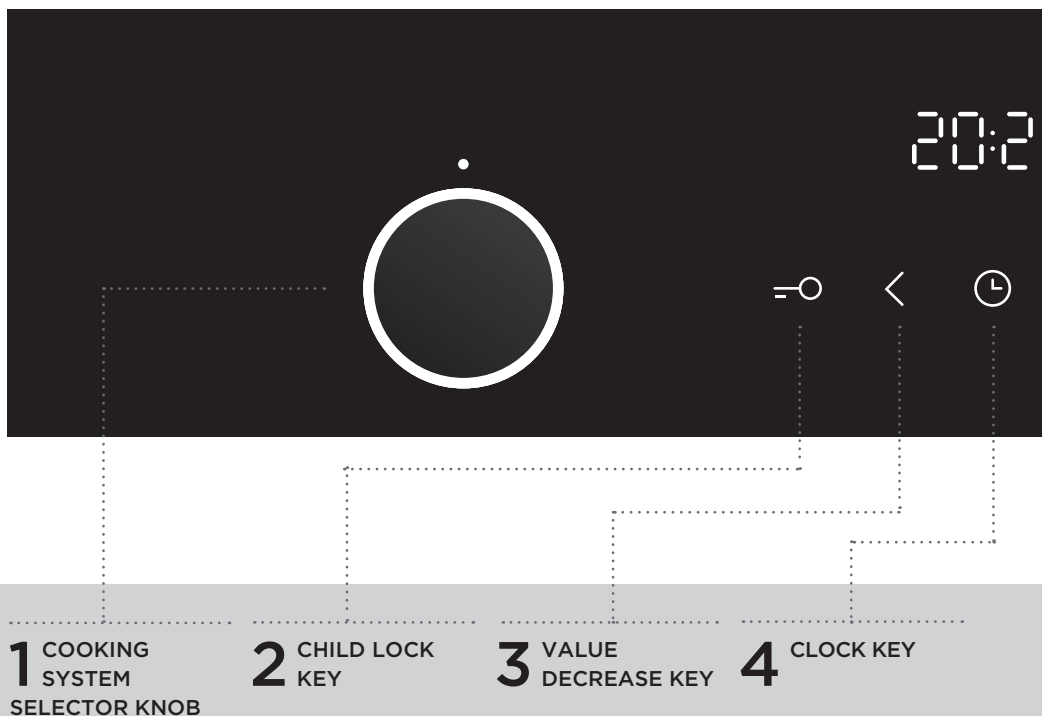 20:2
1 COOKING
SYSTEM
SELECTOR KNOB
2 CHILD LOCK
KEY
3 VALUE
DECREASE KEY
4 CLOCK KEY